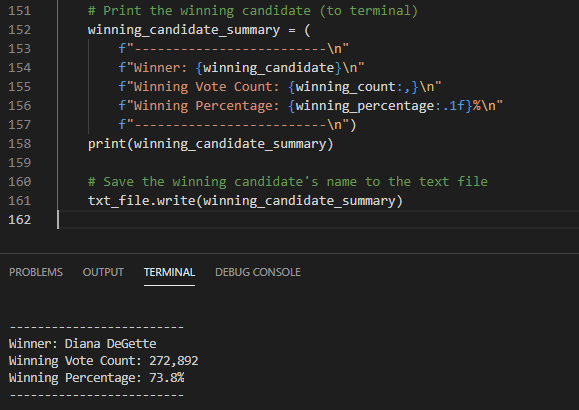 151 # Print the winning candidate (to terminal)
152 winning_candidate_summary = (
153 f"-------------------------\n"
154 f"Winner: {winning_candidate}\n"
155 f"Winning Vote Count: {winning_count:,}\n"
156 f"Winning Percentage: {winning_percentage:.1f}%\n"
157 f"-------------------------\n")
158 print(winning_candidate_summary)
159
160 # Save the winning candidate's name to the text file
161 txt_file.write(winning_candidate_summary)
162
PROBLEMS OUTPUT TERMINAL DEBUG CONSOLE
-------------------------
Winner: Diana DeGette
Winning Vote Count: 272,892
Winning Percentage: 73.8%
-------------------------